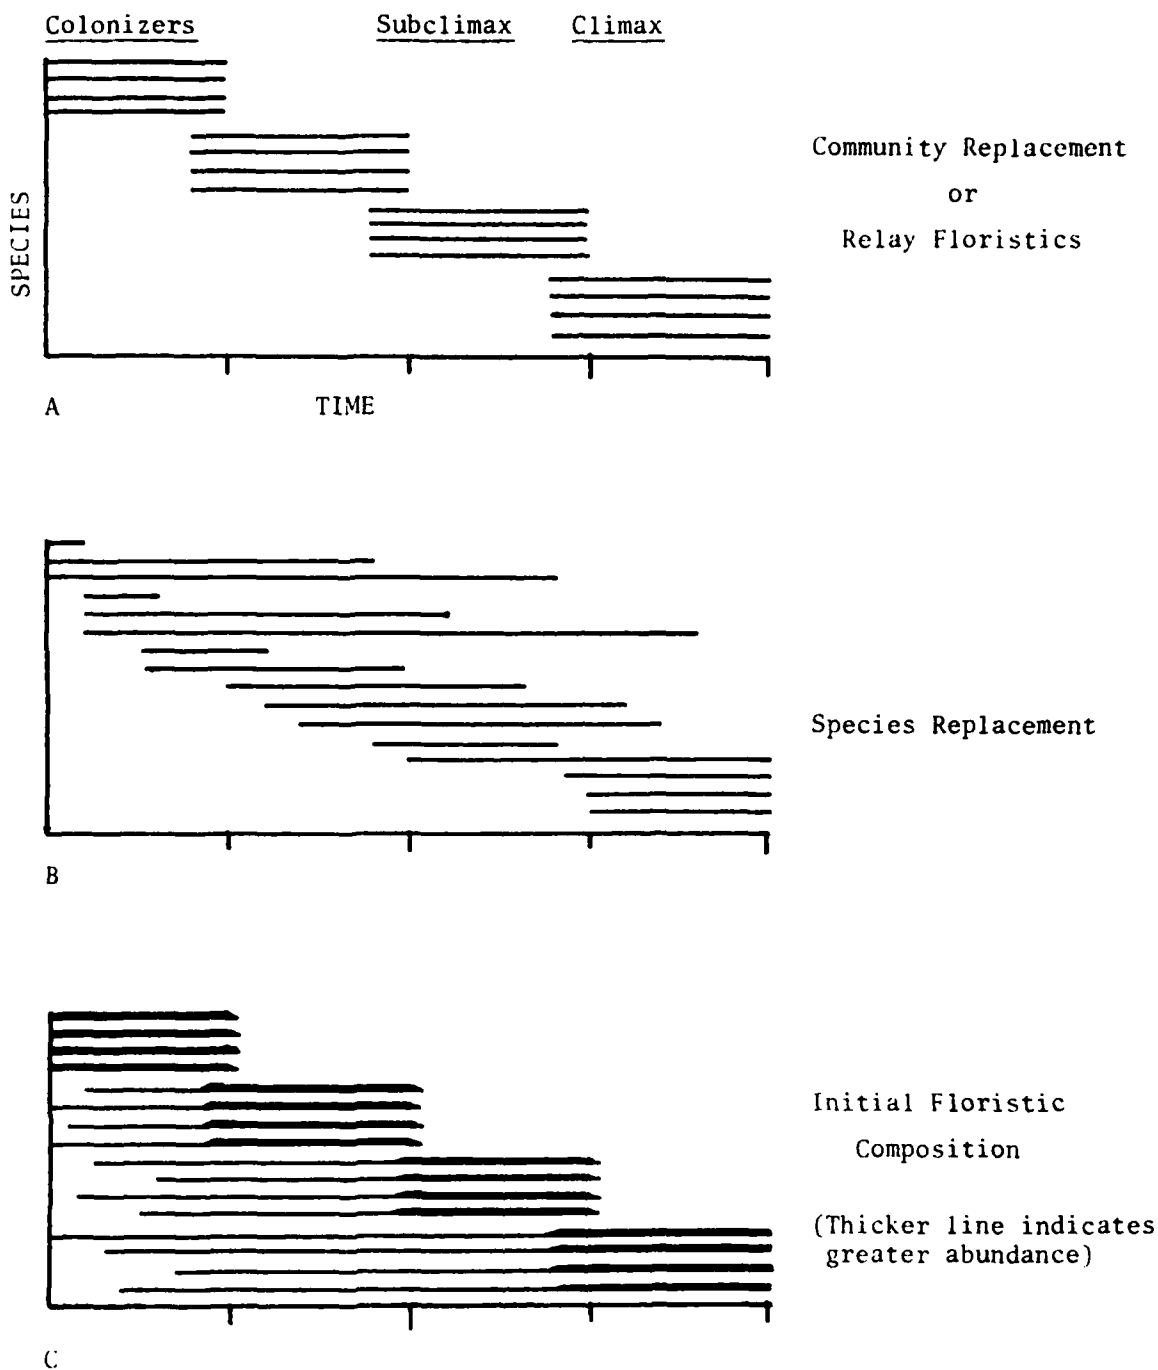 Colonizers Subclimax Climax
SPECIES
Community Replacement
or
Relay Floristics
A TIME
Species Replacement
B
Initial Floristic
Composition
(Thicker line indicates
greater abundance)
C